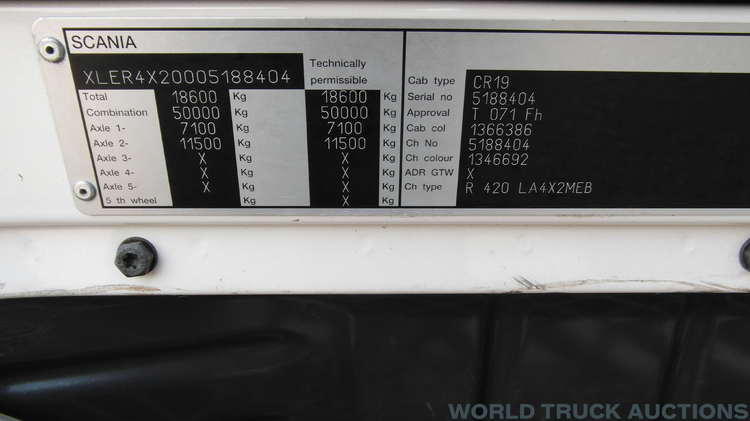 SCANIA
XLER4X20005188404
Technically
permissible
Total 18600 Kg 18600 Kg
Combination 50000 Kg 50000 Kg
Axle 1- 7100 Kg 7100 Kg
Axle 2- 11500 Kg 11500 Kg
Axle 3- X Kg X Kg
Axle 4- X Kg X Kg
Axle 5- X Kg X Kg
5 th wheel Kg X Kg
Cab type CR19
Serial no 5188404
Approval T 071 Fh
Cab col 1366386
Ch No 5188404
Ch colour 1346692
ADR GTW X
Ch type R 420 LA4X2MEB
WORLD TRUCK AUCTIONS